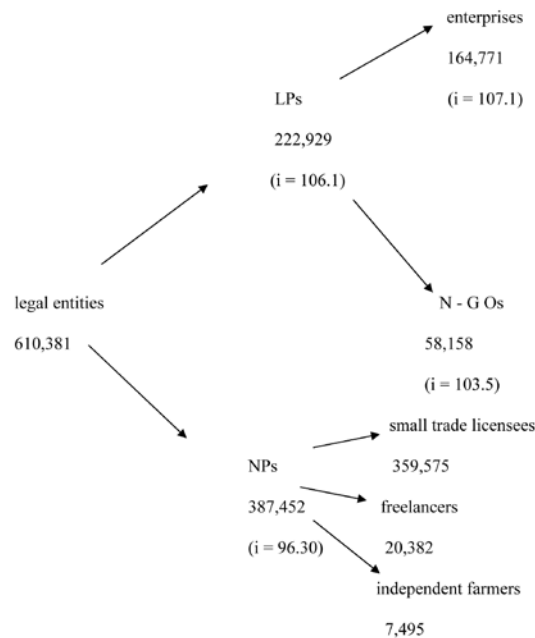 enterprises
164,771
(i = 107.1)
LPs
222,929
(i = 106.1)
legal entities
610,381
N - G Os
58,158
(i = 103.5)
small trade licensees
359,575
NPs
387,452
(i = 96.30)
freelancers
20,382
independent farmers
7,495